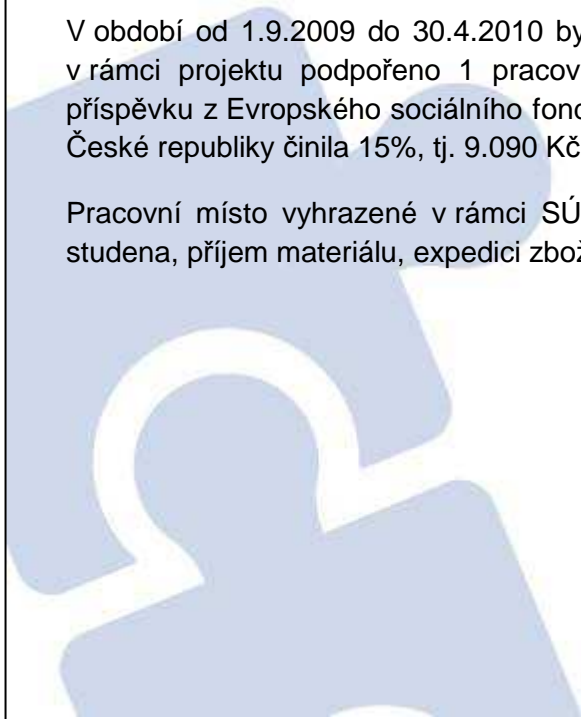 V období od 1.9.2009 do 30.4.2010 by
v rámci projektu podpořeno 1 pracov
příspěvku z Evropského sociálního fond
České republiky činila 15%, tj. 9.090 Kč
Pracovní místo vyhrazené v rámci SÚ
studena, příjem materiálu, expedici zbož